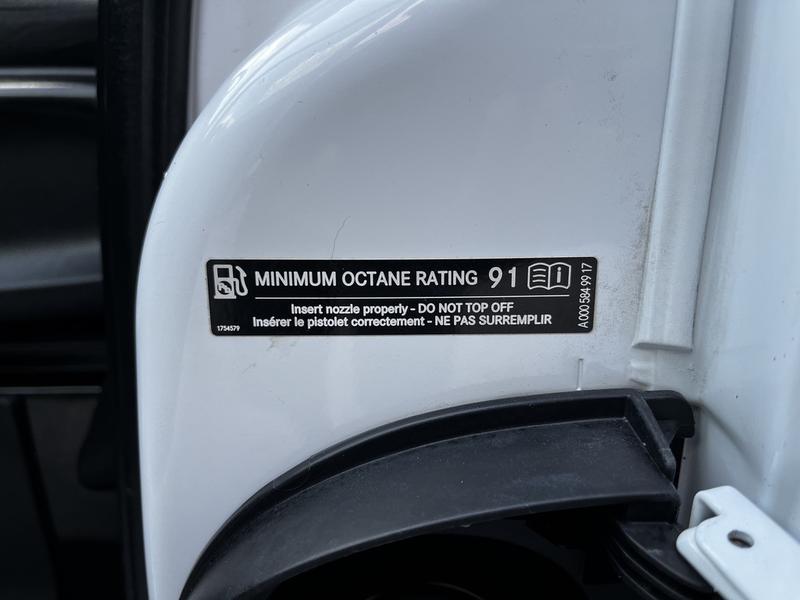 MINIMUM OCTANE RATING 91
Insert nozzle properly - DO NOT TOP OFF
Insérer le pistolet correctement - NE PAS SURREMPLIR
1754579
A 000 584 99 17